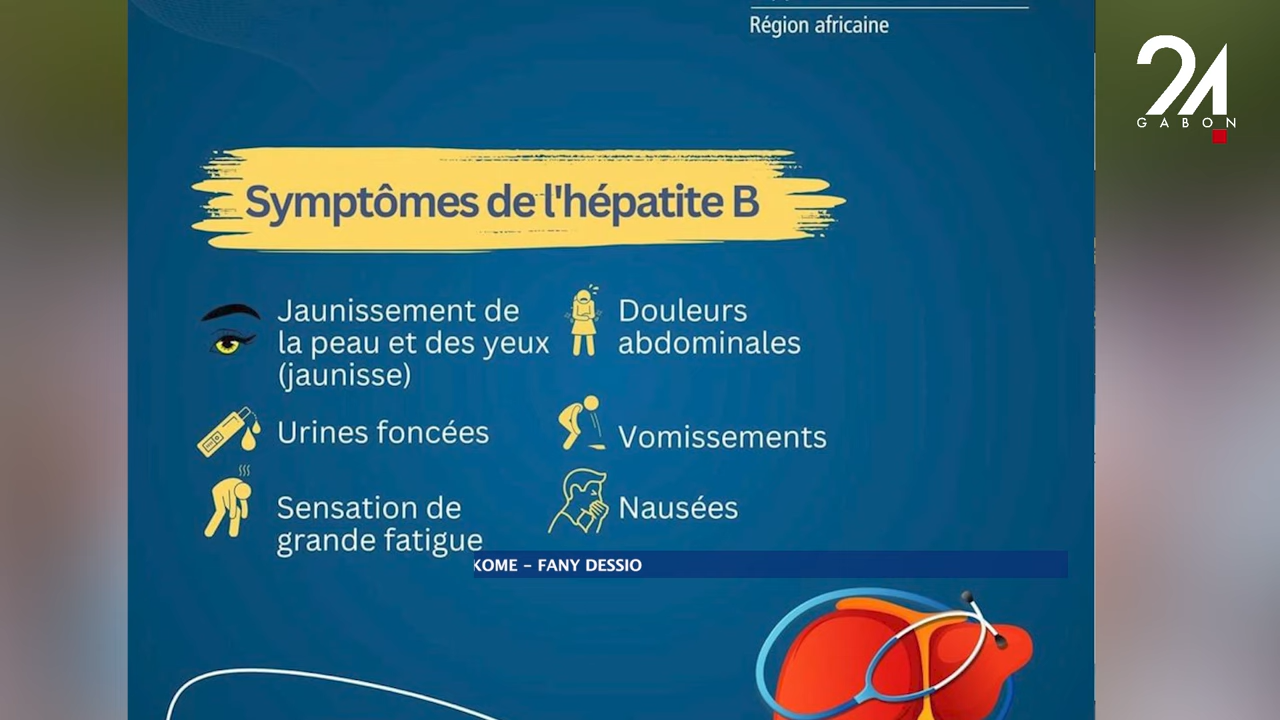 Région africaine
24
GABON
Symptômes de l'hépatite B
Jaunissement de
la peau et des yeux
(jaunisse)
Urines foncées
Sensation de
grande fatigue
Douleurs
abdominales
Vomissements
Nausées
KOME – FANY DESSIO